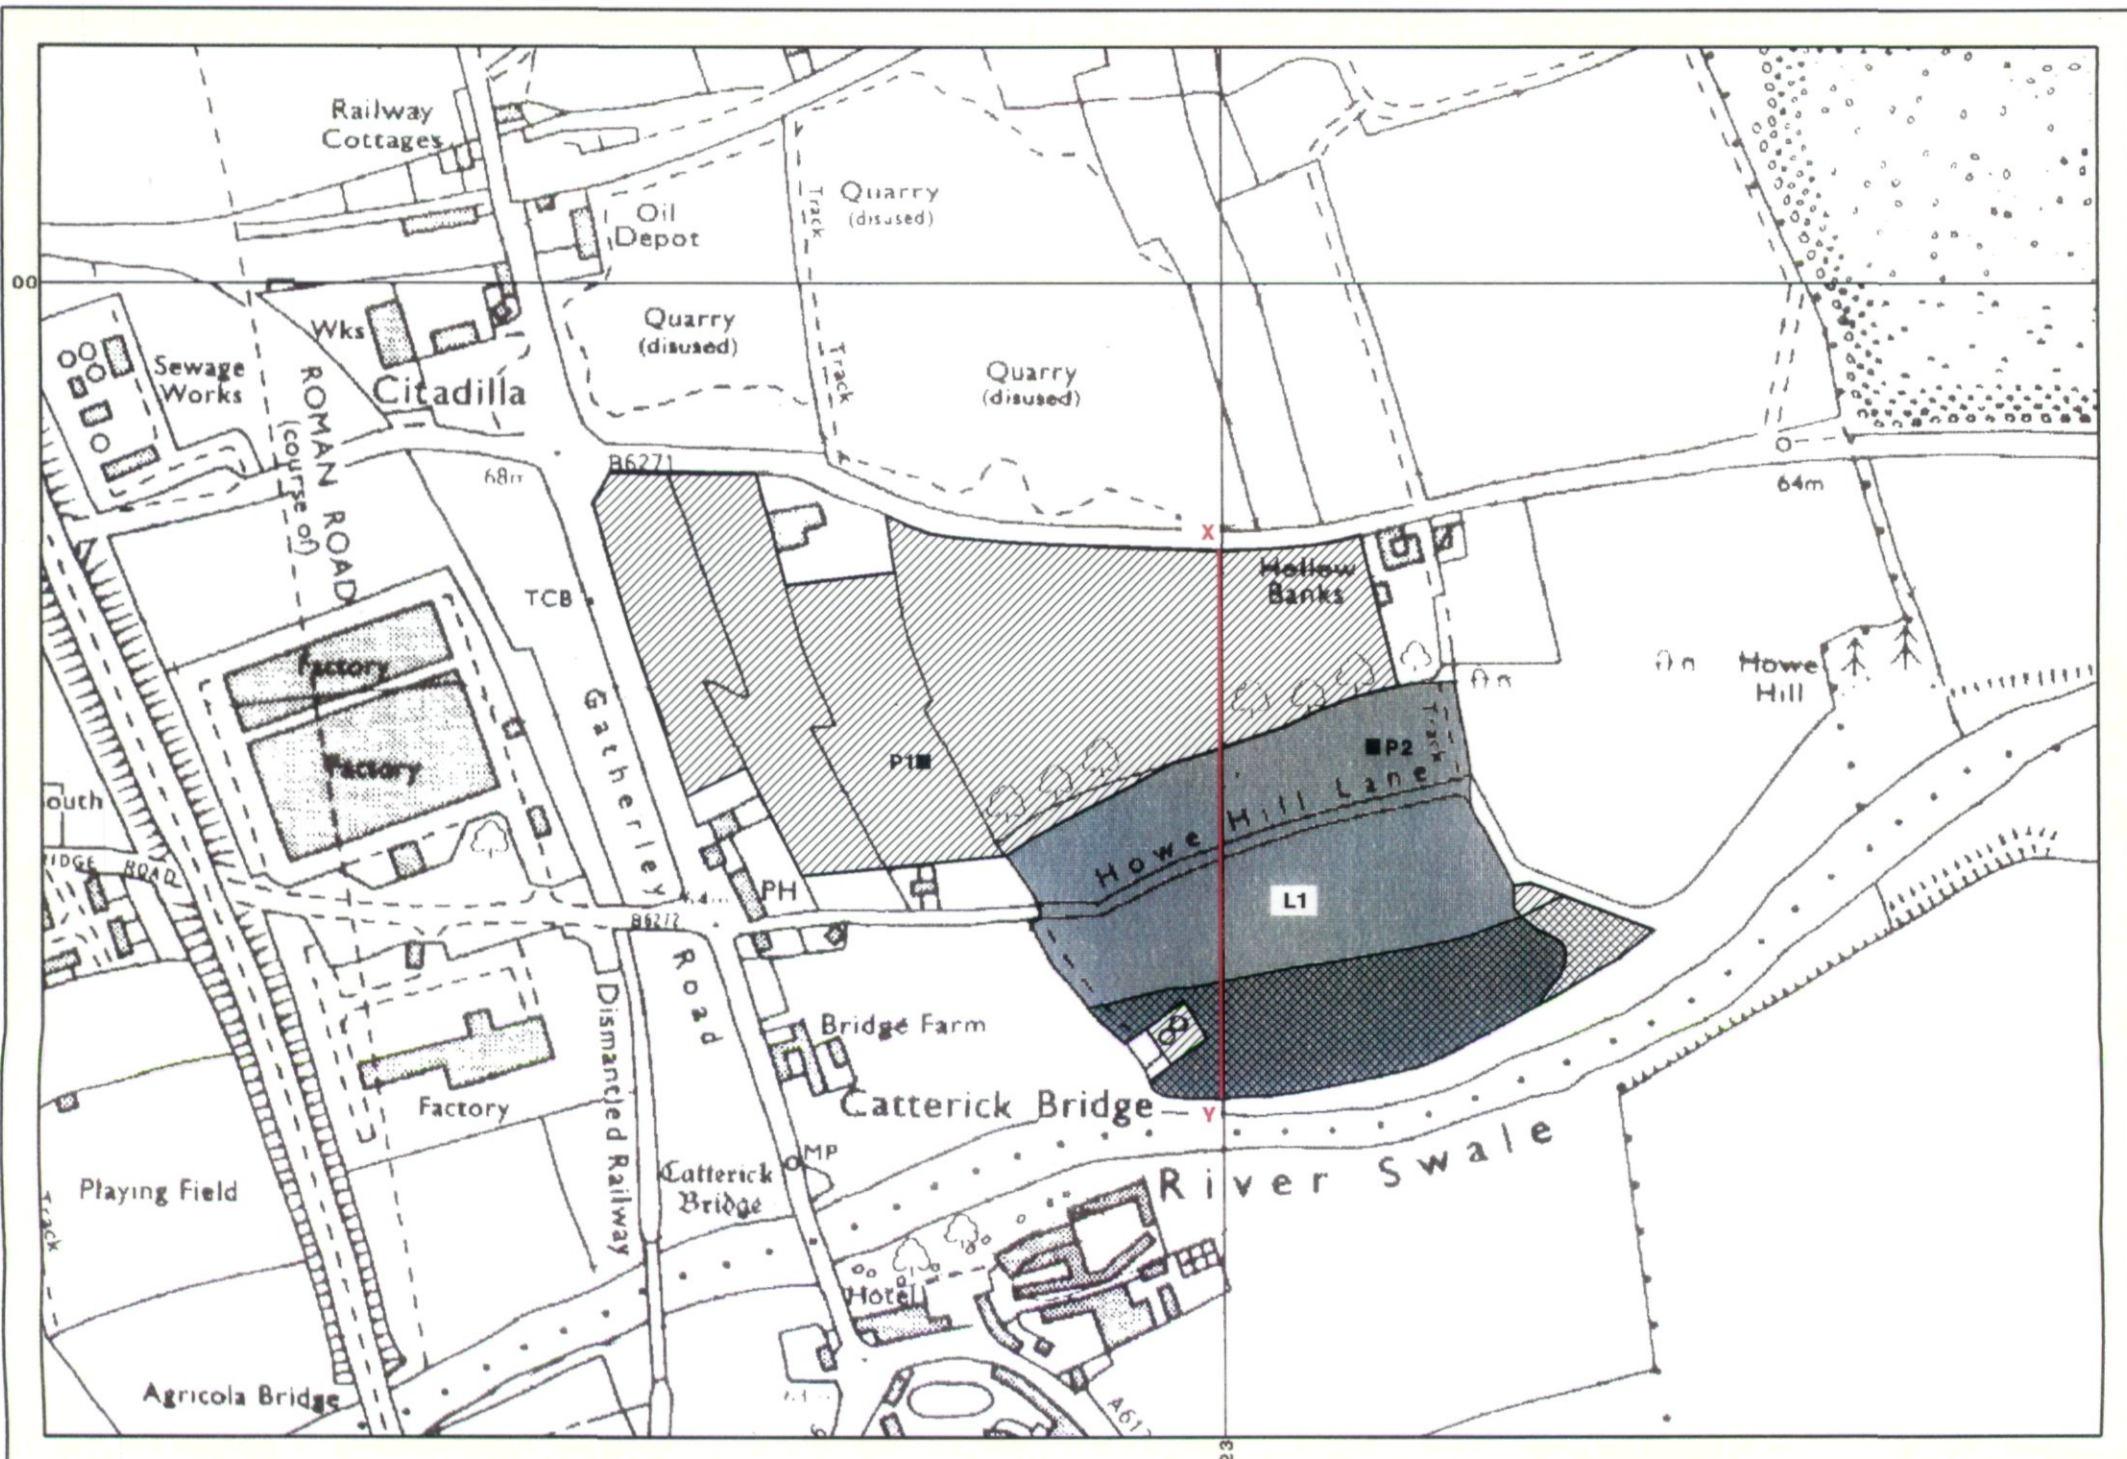 Railway
Cottages
Oil
Depot
Track
Quarry
(disused)
00
Wks
Quarry
(disused)
Track
Quarry
(disused)
Sewage
Works
Citadilla
ROMAN ROAD
(course of)
B6271
68m
64m
X
Hollow
Banks
TCB
Howe
Hill
Factory
Factory
Gatherley
Road
P1
P2
Track
Howe Hill Lane
L1
outh
IDGE ROAD
PH
B6272
Dismantled Railway
Bridge Farm
Factory
Catterick Bridge
Y
MP
River Swale
Playing Field
Track
Catterick
Bridge
Hotel
Agricola Bridge
63
A61
23